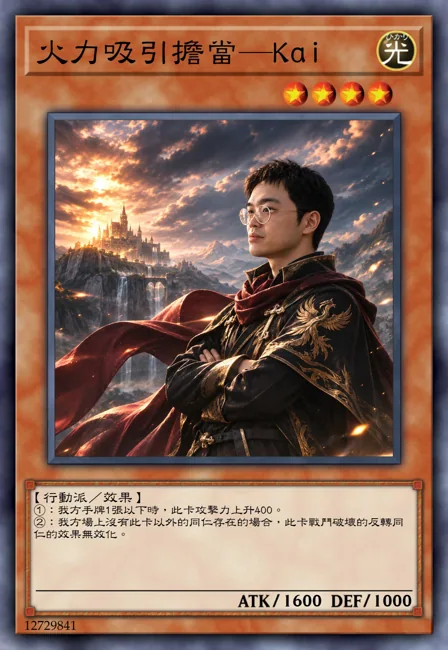 火力吸引擔當—Kai
ひかり
光
【行動派／效果】
①：我方手牌1張以下時，此卡攻擊力上升400。
②：我方場上沒有此卡以外的同仁存在的場合，此卡戰鬥破壞的反轉同
仁的效果無效化。
ATK/1600 DEF/1000
12729841